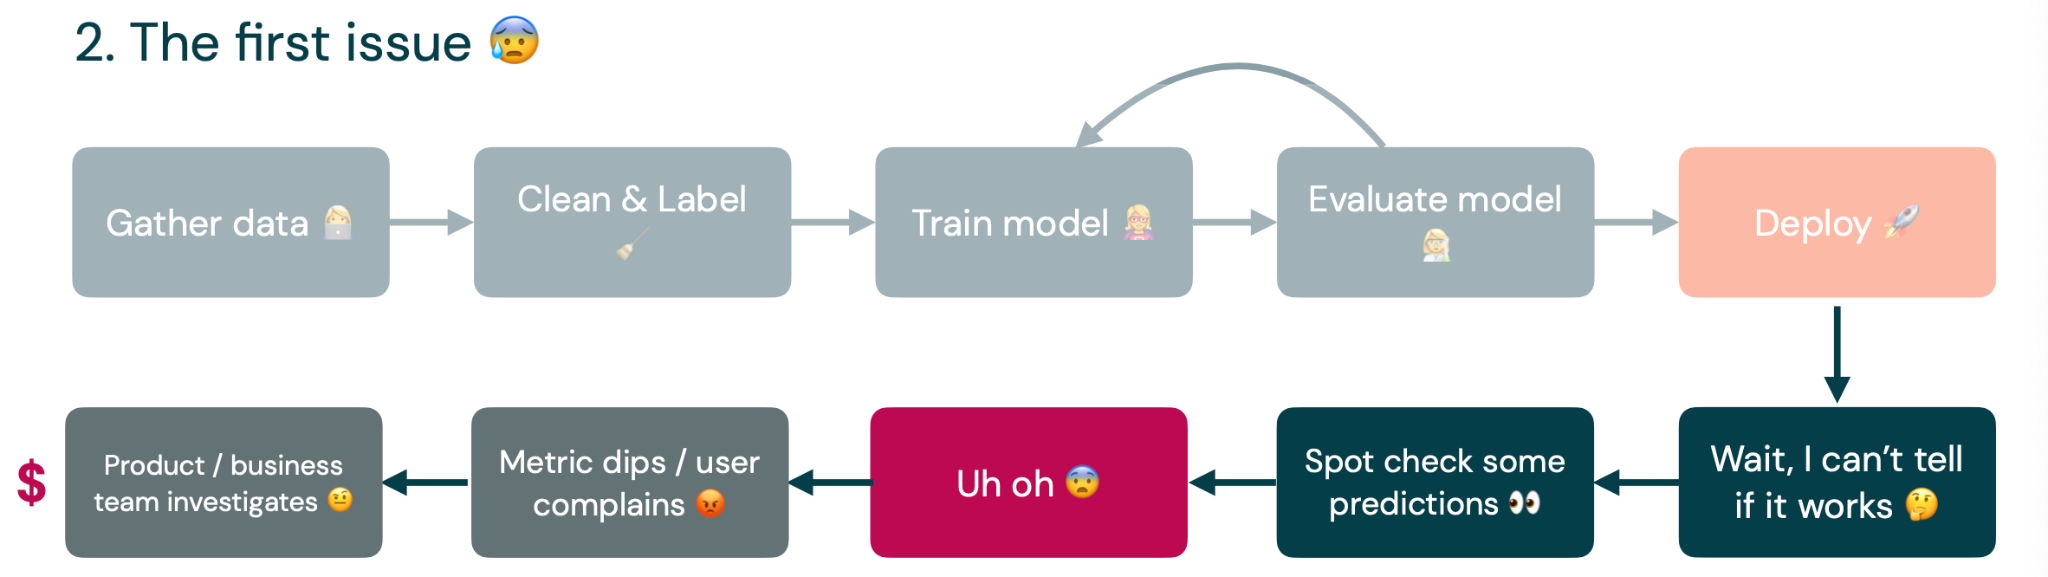 2. The first issue 😰
Gather data 👩🏻‍💻
Clean & Label
🧹
Train model 👩🏼‍🏫
Evaluate model
👩🏼‍🔬
Deploy 🚀
Wait, I can’t tell
if it works 🤔
Spot check some
predictions 👀
Uh oh 😨
Metric dips / user
complains 😡
Product / business
team investigates 🤨
$